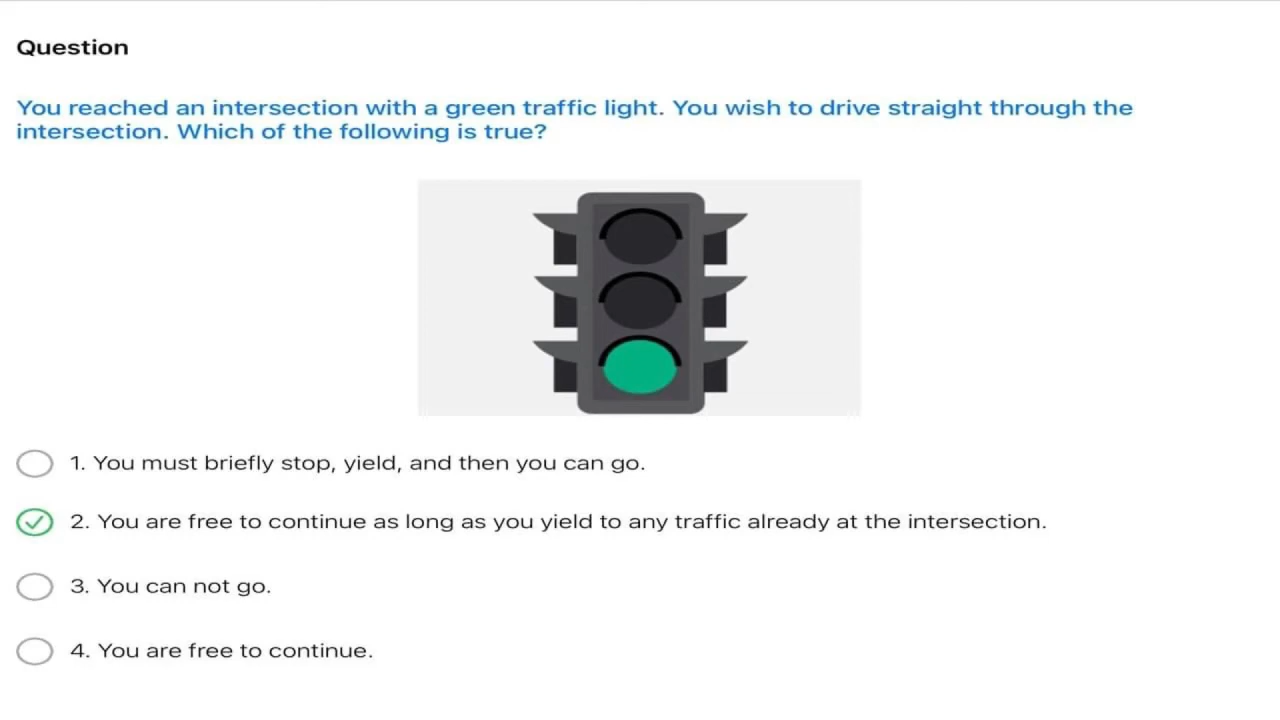 Question
You reached an intersection with a green traffic light. You wish to drive straight through the
intersection. Which of the following is true?
1. You must briefly stop, yield, and then you can go.
2. You are free to continue as long as you yield to any traffic already at the intersection.
3. You can not go.
4. You are free to continue.